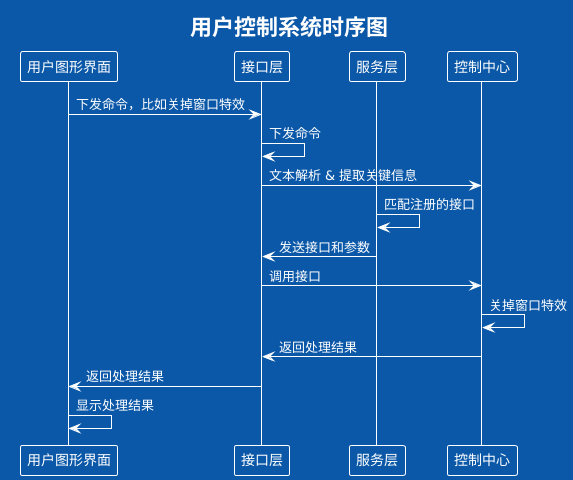 用户控制系统时序图
用户图形界面 接口层 服务层 控制中心
下发命令，比如关掉窗口特效
下发命令
文本解析 & 提取关键信息
匹配注册的接口
发送接口和参数
调用接口
关掉窗口特效
返回处理结果
返回处理结果
显示处理结果
用户图形界面 接口层 服务层 控制中心